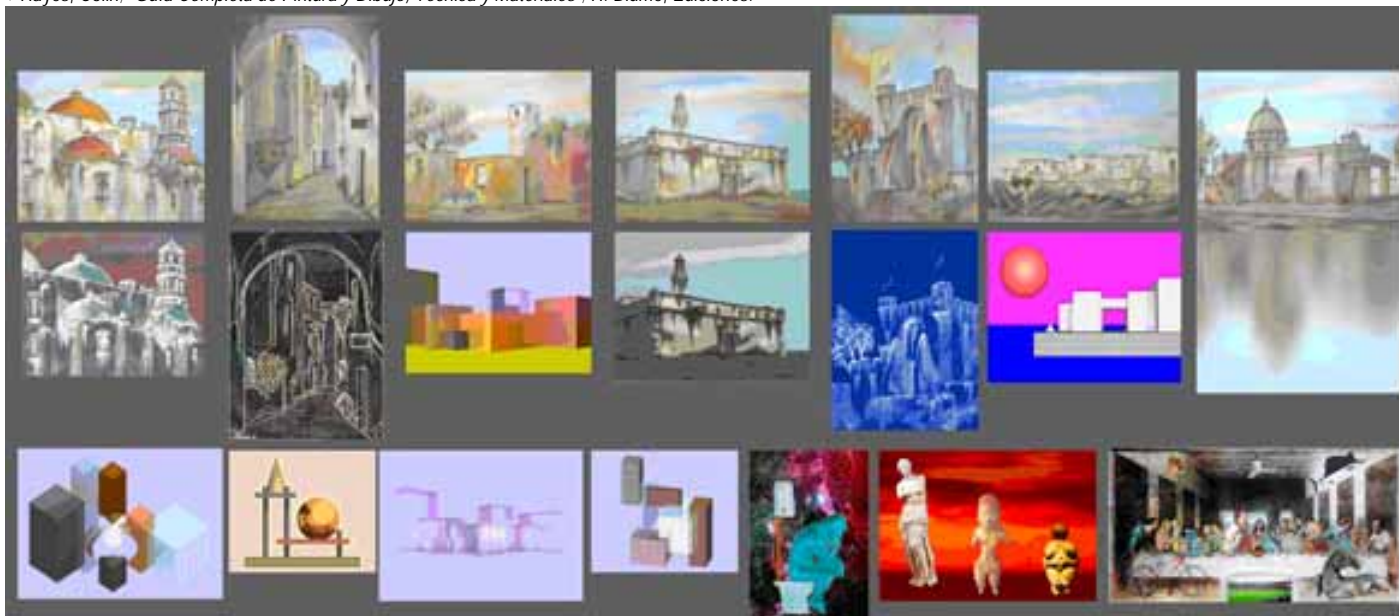 Hayes, Colin/ Guía Completa de Pintura y Dibujo, Técnica y Materiales , H. Blume, Ediciones.